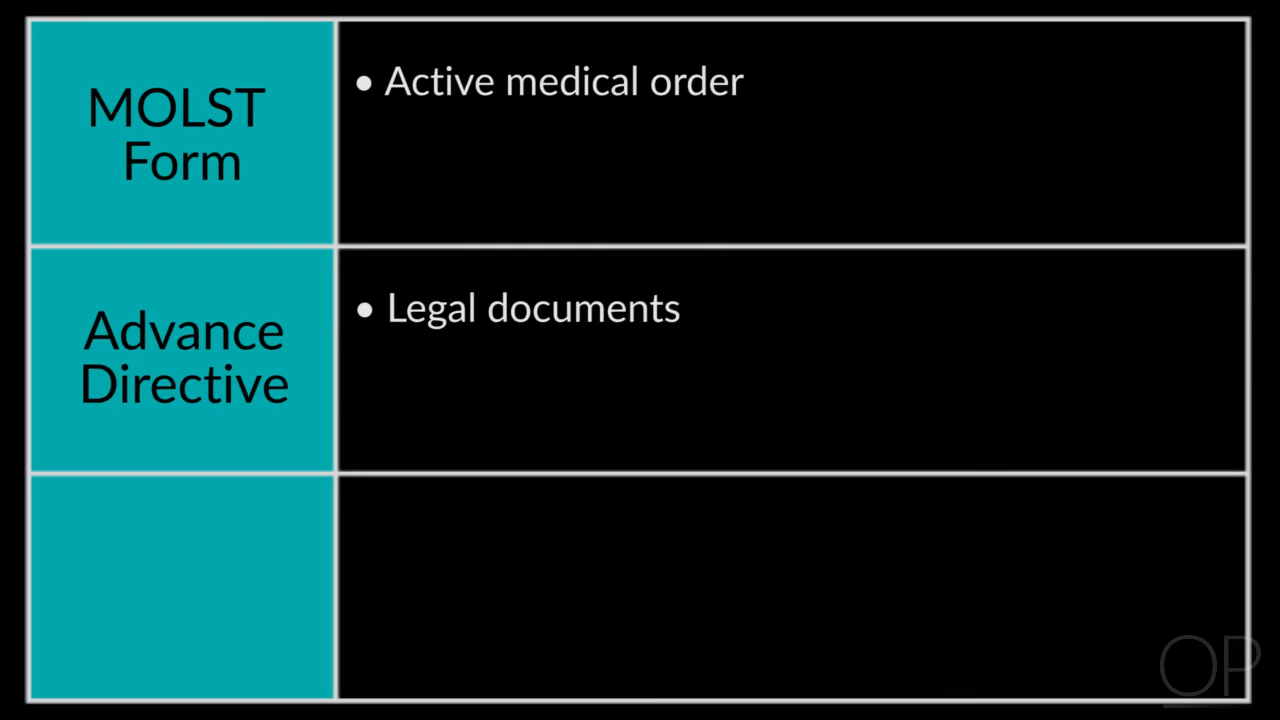 MOLST
Form
• Active medical order
Advance
Directive
• Legal documents
OP